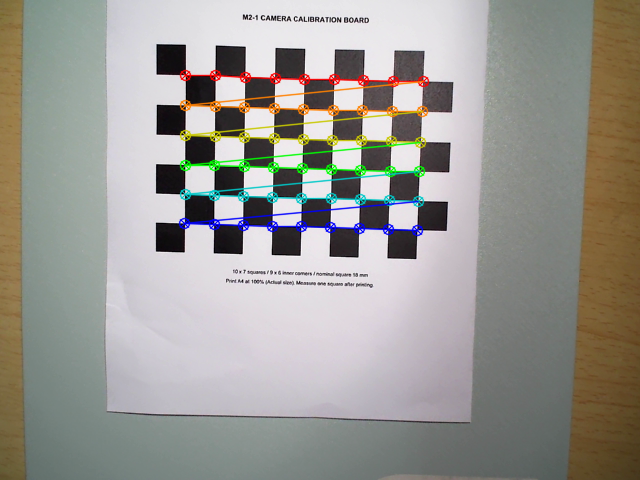 M2-1 CAMERA CALIBRATION BOARD
10 x 7 squares / 9 x 6 inner corners / nominal square 18 mm
Print A4 at 100% (Actual size). Measure one square after printing.